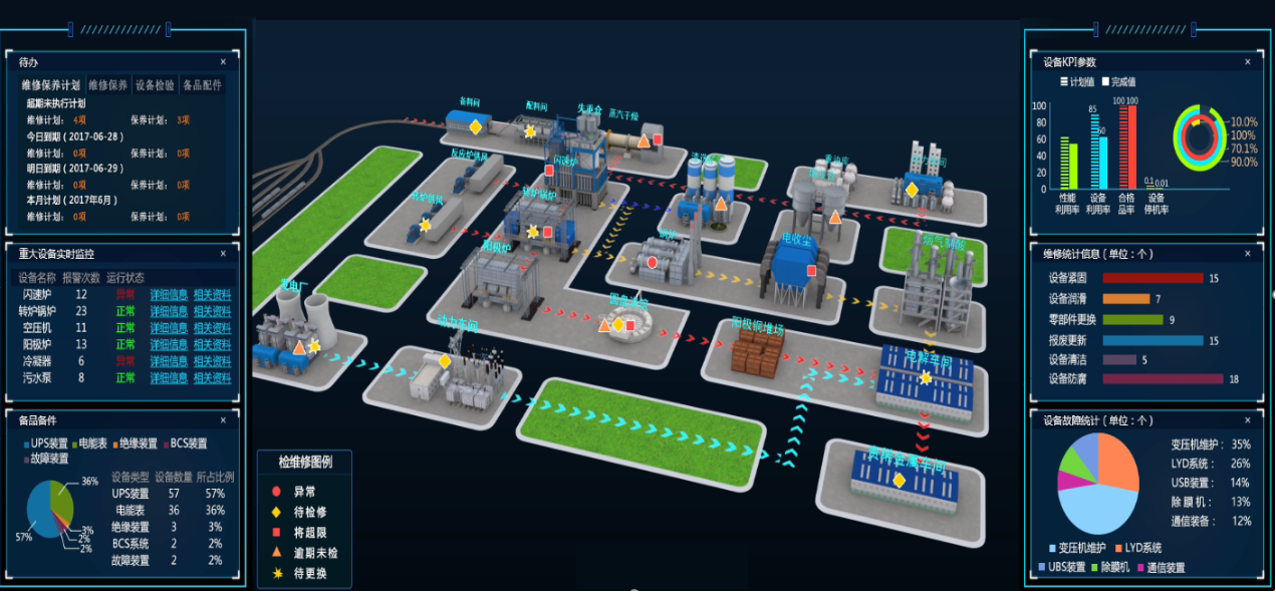 待办 ×
维修保养计划 维修保养 设备检验 备品配件
超期未执行计划
维修计划: 4项 保养计划: 3项
今日到期 ( 2017-06-28 )
维修计划: 0项 保养计划: 0项
明日到期 ( 2017-06-29 )
维修计划: 0项 保养计划: 0项
本月计划 ( 2017年6月 )
维修计划: 0项 保养计划: 0项
重大设备实时监控 ×
设备名称 报警次数 运行状态
闪速炉 12 异常 详细信息 相关资料
转炉锅炉 23 正常 详细信息 相关资料
空压机 11 正常 详细信息 相关资料
阳极炉 13 正常 详细信息 相关资料
冷凝器 6 异常 详细信息 相关资料
污水泵 8 正常 详细信息 相关资料
备品备件 ×
UPS装置 电能表 绝缘装置 BCS装置
故障装置
36%
3%
2%
2%
57%
设备类型 设备数量 所占比例
UPS装置 57 57%
电能表 36 36%
绝缘装置 3 3%
BCS系统 2 2%
故障装置 2 2%
备料间
配料间
蒸汽干燥
反应炉供风
闪速炉
转炉锅炉
转炉供风
阳极炉
锅炉
电收尘
烟气制酸
圆盘浇铸
动力车间
阳极铜堆场
电解车间
贵稀金属车间
检维修图例
异常
待检修
将超限
逾期未检
待更换
设备KPI参数 ×
计划值 完成值
100
80
60
40
20
0
85
60
100 100
0.1 0.01
性能
利用率
设备
利用率
合格
品率
设备
停机率
10.0%
100%
70.1%
90.0%
维修统计信息 ( 单位:个 ) ×
设备紧固 15
设备润滑 7
零部件更换 9
报废更新 15
设备清洁 5
设备防腐 18
设备故障统计 ( 单位:个 ) ×
变压机维护: 35%
LYD系统: 26%
USB装置: 14%
除膜机: 13%
通信装备: 12%
变压机维护 LYD系统
UBS装置 除膜机 通信装置